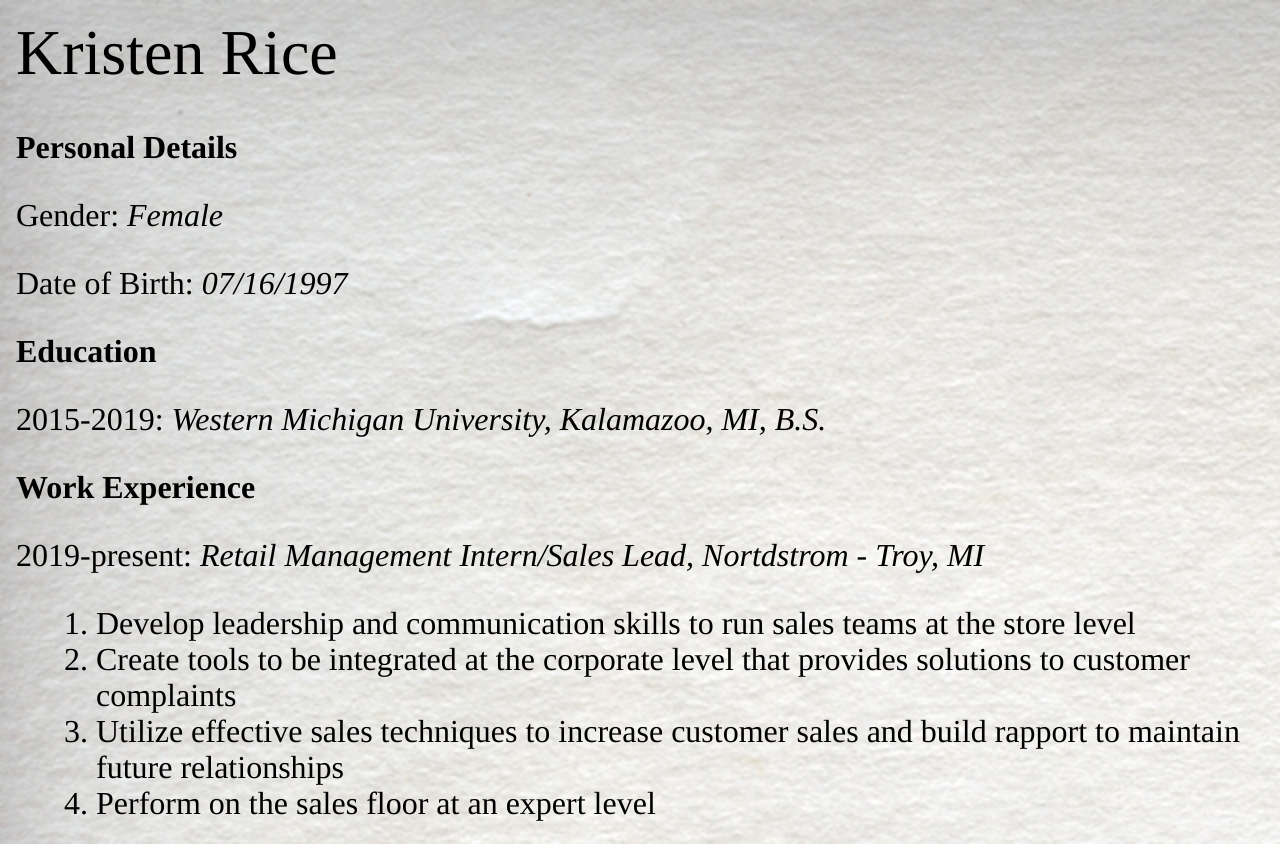 Kristen Rice
Personal Details
Gender: Female
Date of Birth: 07/16/1997
Education
2015-2019: Western Michigan University, Kalamazoo, MI, B.S.
Work Experience
2019-present: Retail Management Intern/Sales Lead, Nortdstrom - Troy, MI
1. Develop leadership and communication skills to run sales teams at the store level
2. Create tools to be integrated at the corporate level that provides solutions to customer
complaints
3. Utilize effective sales techniques to increase customer sales and build rapport to maintain
future relationships
4. Perform on the sales floor at an expert level